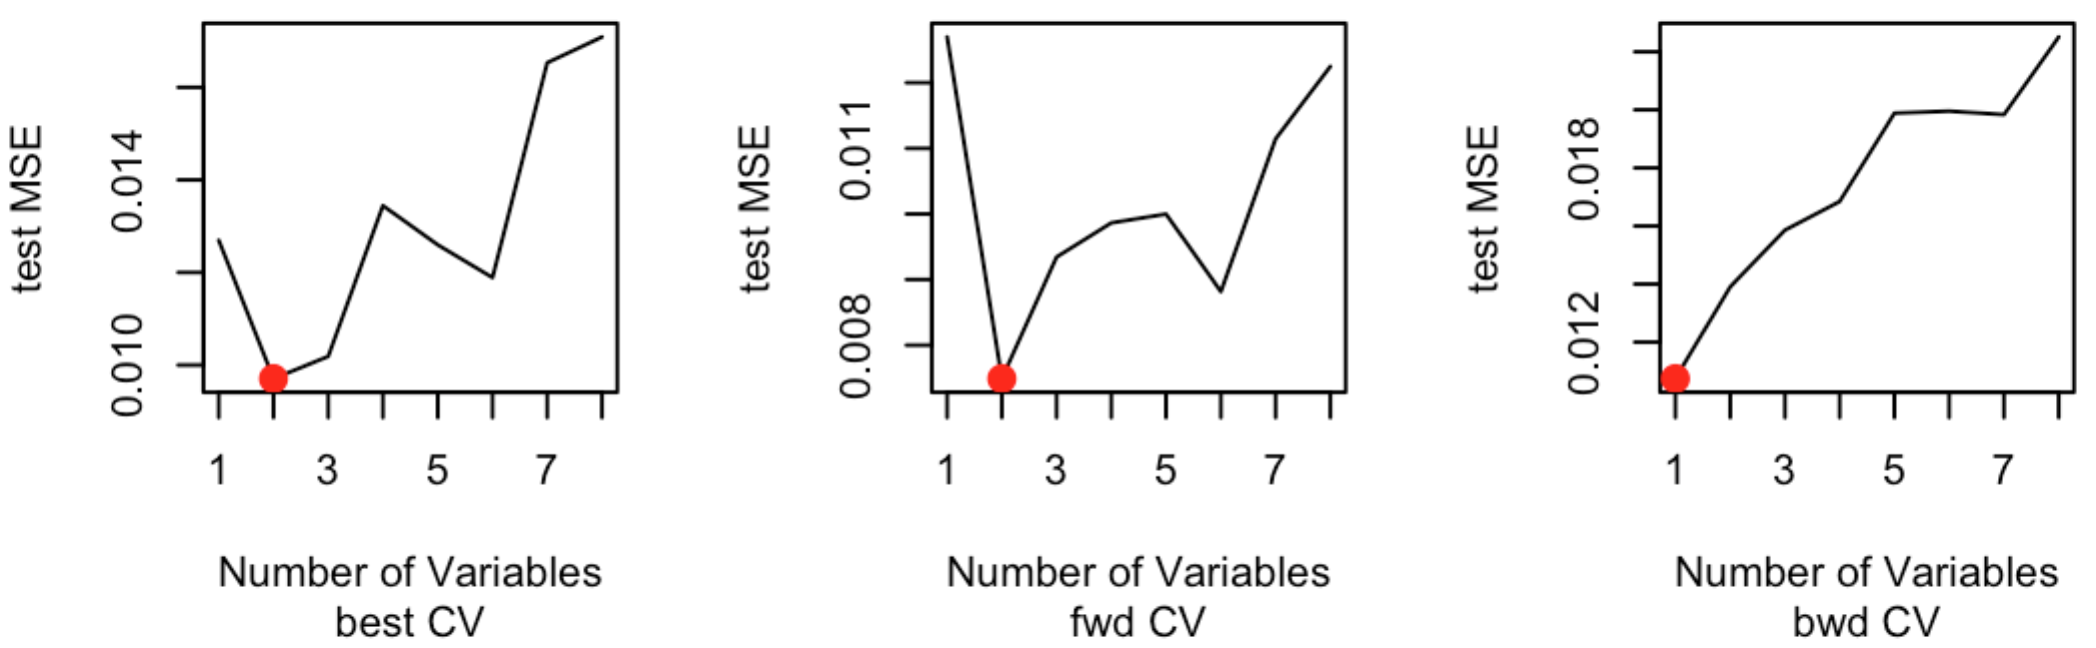 test MSE
0.014
0.010
1 3 5 7
Number of Variables
best CV
test MSE
0.011
0.008
1 3 5 7
Number of Variables
fwd CV
test MSE
0.018
0.012
1 3 5 7
Number of Variables
bwd CV